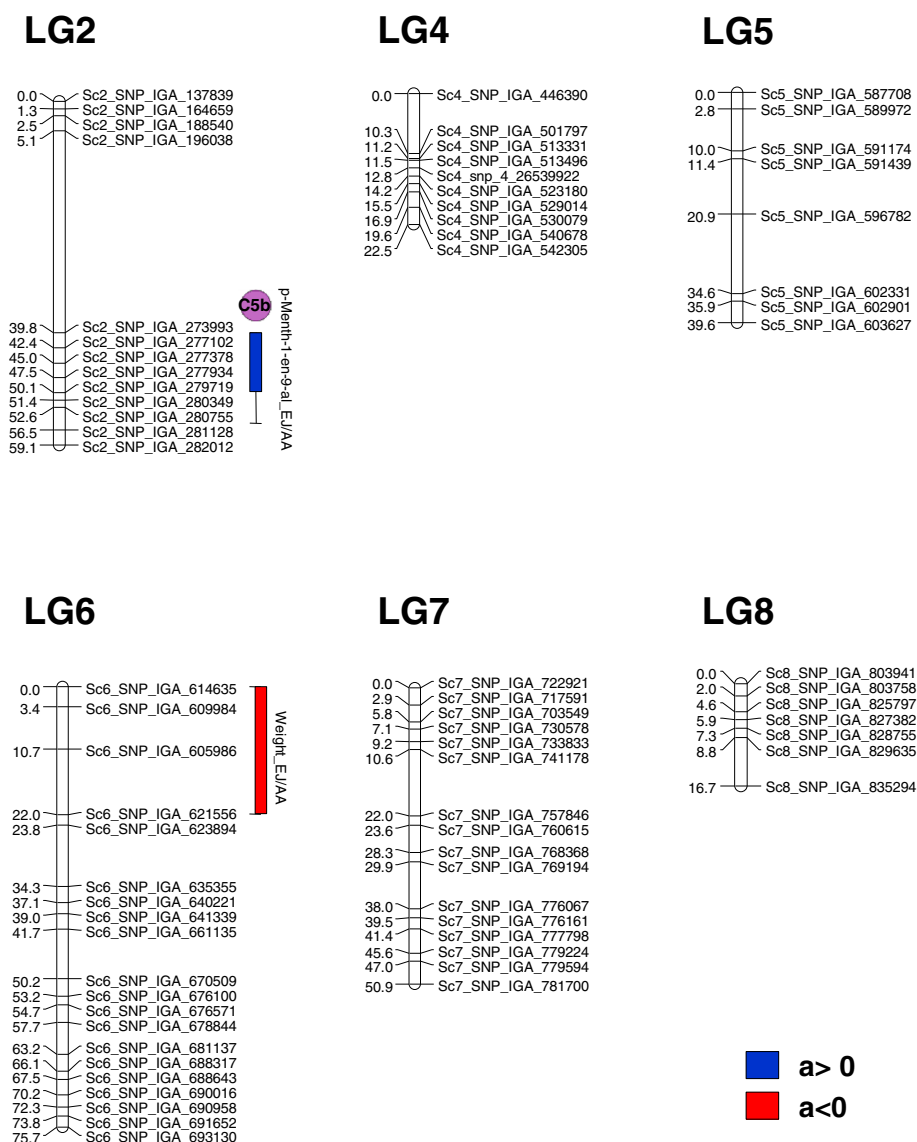 LG2
0.0 Sc2_SNP_IGA_137839
1.3 Sc2_SNP_IGA_164659
2.5 Sc2_SNP_IGA_188540
5.1 Sc2_SNP_IGA_196038
39.8 Sc2_SNP_IGA_273993
42.4 Sc2_SNP_IGA_277102
45.0 Sc2_SNP_IGA_277378
47.5 Sc2_SNP_IGA_277934
50.1 Sc2_SNP_IGA_279719
51.4 Sc2_SNP_IGA_280349
52.6 Sc2_SNP_IGA_280755
56.5 Sc2_SNP_IGA_281128
59.1 Sc2_SNP_IGA_282012
C5b
p-Menth-1-en-9-al_EJ/AA
LG4
0.0 Sc4_SNP_IGA_446390
10.3 Sc4_SNP_IGA_501797
11.2 Sc4_SNP_IGA_513331
11.5 Sc4_SNP_IGA_513496
12.8 Sc4_snp_4_26539922
14.2 Sc4_SNP_IGA_523180
15.5 Sc4_SNP_IGA_529014
16.9 Sc4_SNP_IGA_530079
19.6 Sc4_SNP_IGA_540678
22.5 Sc4_SNP_IGA_542305
LG5
0.0 Sc5_SNP_IGA_587708
2.8 Sc5_SNP_IGA_589972
10.0 Sc5_SNP_IGA_591174
11.4 Sc5_SNP_IGA_591439
20.9 Sc5_SNP_IGA_596782
34.6 Sc5_SNP_IGA_602331
35.9 Sc5_SNP_IGA_602901
39.6 Sc5_SNP_IGA_603627
LG6
0.0 Sc6_SNP_IGA_614635
3.4 Sc6_SNP_IGA_609984
10.7 Sc6_SNP_IGA_605986
22.0 Sc6_SNP_IGA_621556
23.8 Sc6_SNP_IGA_623894
34.3 Sc6_SNP_IGA_635355
37.1 Sc6_SNP_IGA_640221
39.0 Sc6_SNP_IGA_641339
41.7 Sc6_SNP_IGA_661135
50.2 Sc6_SNP_IGA_670509
53.2 Sc6_SNP_IGA_676100
54.7 Sc6_SNP_IGA_676571
57.7 Sc6_SNP_IGA_678844
63.2 Sc6_SNP_IGA_681137
66.1 Sc6_SNP_IGA_688317
67.5 Sc6_SNP_IGA_688643
70.2 Sc6_SNP_IGA_690016
72.3 Sc6_SNP_IGA_690958
73.8 Sc6_SNP_IGA_691652
75.7 Sc6_SNP_IGA_693130
Weight_EJ/AA
LG7
0.0 Sc7_SNP_IGA_722921
2.9 Sc7_SNP_IGA_717591
5.8 Sc7_SNP_IGA_703549
7.1 Sc7_SNP_IGA_730578
9.2 Sc7_SNP_IGA_733833
10.6 Sc7_SNP_IGA_741178
22.0 Sc7_SNP_IGA_757846
23.6 Sc7_SNP_IGA_760615
28.3 Sc7_SNP_IGA_768368
29.9 Sc7_SNP_IGA_769194
38.0 Sc7_SNP_IGA_776067
39.5 Sc7_SNP_IGA_776161
41.4 Sc7_SNP_IGA_777798
45.6 Sc7_SNP_IGA_779224
47.0 Sc7_SNP_IGA_779594
50.9 Sc7_SNP_IGA_781700
LG8
0.0 Sc8_SNP_IGA_803941
2.0 Sc8_SNP_IGA_803758
4.6 Sc8_SNP_IGA_825797
5.9 Sc8_SNP_IGA_827382
7.3 Sc8_SNP_IGA_828755
8.8 Sc8_SNP_IGA_829635
16.7 Sc8_SNP_IGA_835294
a> 0
a<0